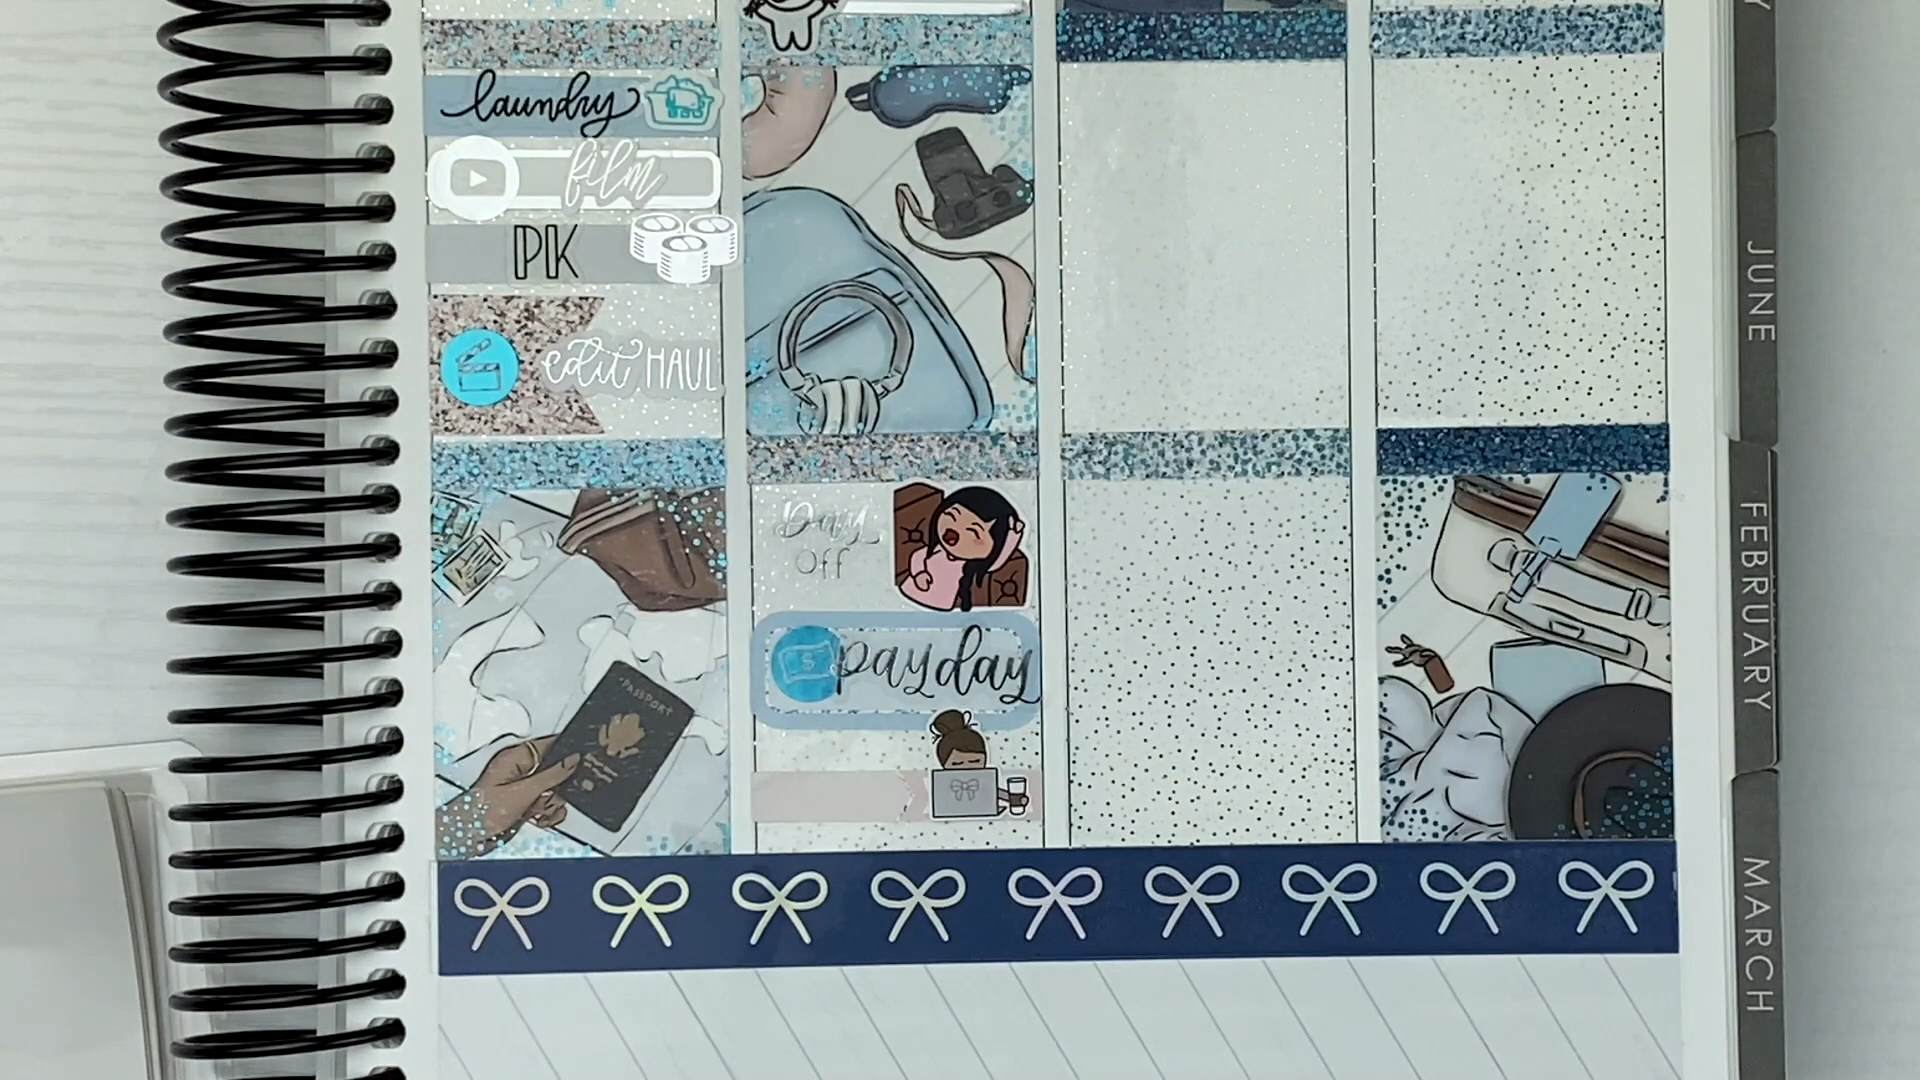 laundry
film
PK
edit HAUL
Day
Off
payday
$
PASSPORT
Y
JUNE
FEBRUARY
MARCH